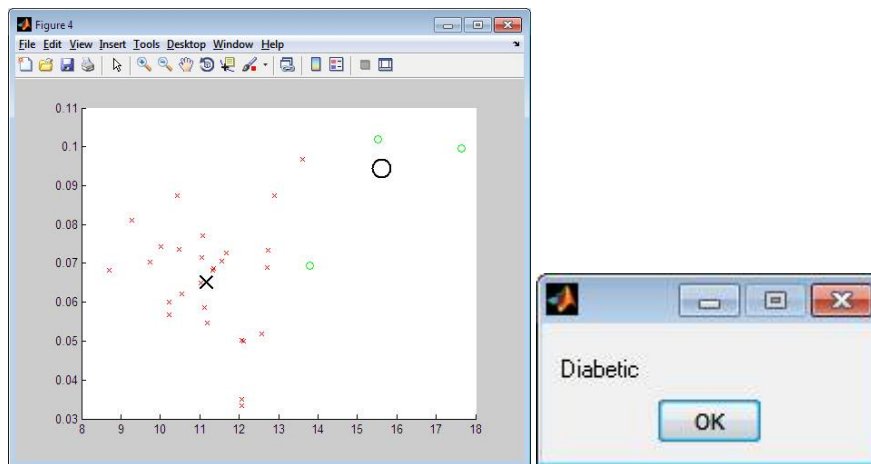 Figure 4
File Edit View Insert Tools Desktop Window Help
0.11
0.1
0.09
0.08
0.07
0.06
0.05
0.04
0.03
8 9 10 11 12 13 14 15 16 17 18
Diabetic
OK